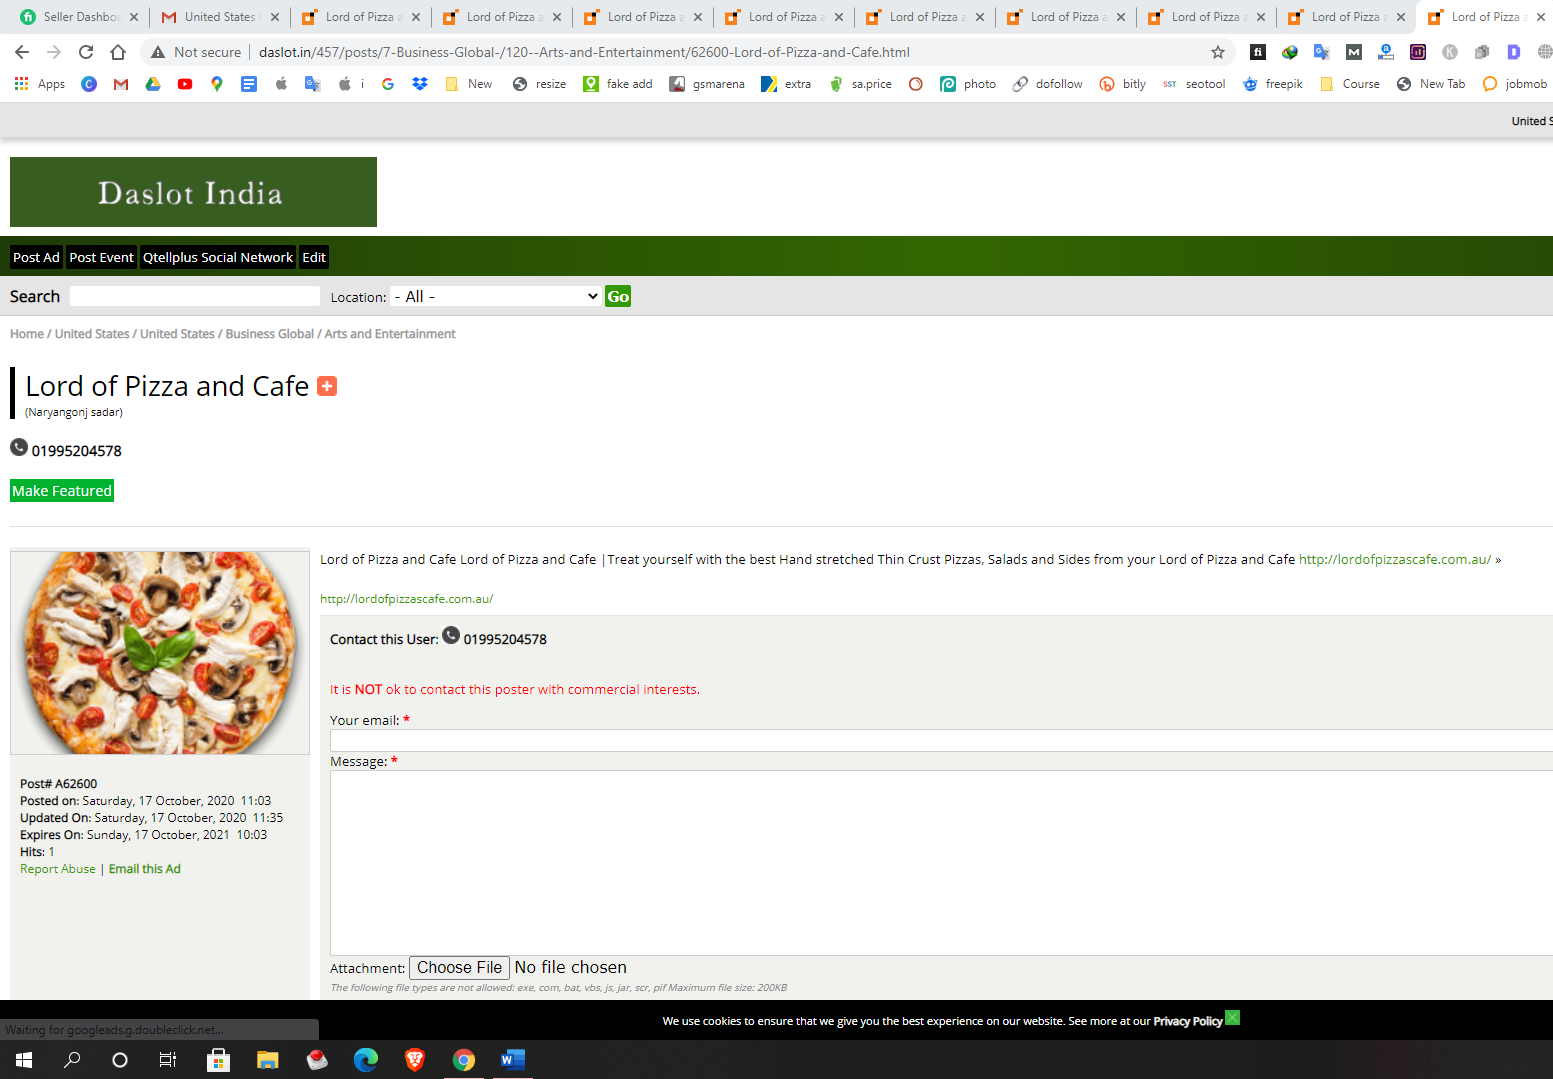 Seller Dashbo
United States
Lord of Pizza a
Lord of Pizza a
Lord of Pizza a
Lord of Pizza a
Lord of Pizza a
Lord of Pizza a
Lord of Pizza a
Lord of Pizza a
Lord of Pizza a
Not secure
daslot.in/457/posts/7-Business-Global-/120--Arts-and-Entertainment/62600-Lord-of-Pizza-and-Cafe.html
Apps
i
New
resize
fake add
gsmarena
extra
sa.price
photo
dofollow
bitly
SST seotool
freepik
Course
New Tab
jobmob
United S
Daslot India
Post Ad
Post Event
Qtellplus Social Network
Edit
Search
Location:
- All -
Go
Home / United States / United States / Business Global / Arts and Entertainment
Lord of Pizza and Cafe
(Naryangonj sadar)
01995204578
Make Featured
Lord of Pizza and Cafe Lord of Pizza and Cafe |Treat yourself with the best Hand stretched Thin Crust Pizzas, Salads and Sides from your Lord of Pizza and Cafe http://lordofpizzascafe.com.au/ »
http://lordofpizzascafe.com.au/
Contact this User: 01995204578
It is NOT ok to contact this poster with commercial interests.
Your email: *
Message: *
Post# A62600
Posted on: Saturday, 17 October, 2020 11:03
Updated On: Saturday, 17 October, 2020 11:35
Expires On: Sunday, 17 October, 2021 10:03
Hits: 1
Report Abuse | Email this Ad
Attachment: Choose File No file chosen
The following file types are not allowed: exe, com, bat, vbs, js, jar, scr, pif Maximum file size: 200KB
We use cookies to ensure that we give you the best experience on our website. See more at our Privacy Policy
Waiting for googleads.g.doubleclick.net...